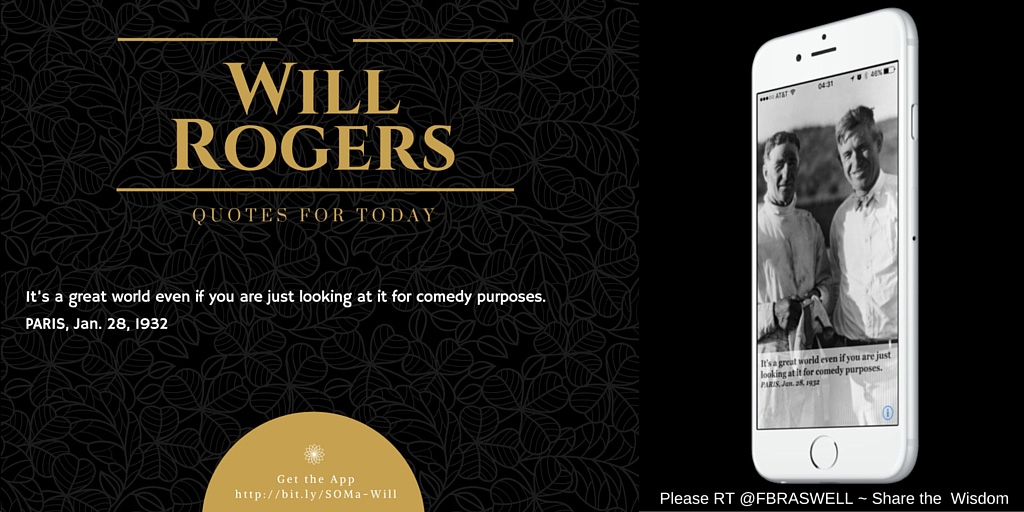 WILL
ROGERS
QUOTES FOR TODAY
It's a great world even if you are just looking at it for comedy purposes.
PARIS, Jan. 28, 1932
Get the App
http://bit.ly/SOMa-Will
AT&T 04:31 46%
It's a great world even if you are just
looking at it for comedy purposes.
PARIS, Jan. 28, 1932
Please RT @FBRASWELL ~ Share the Wisdom